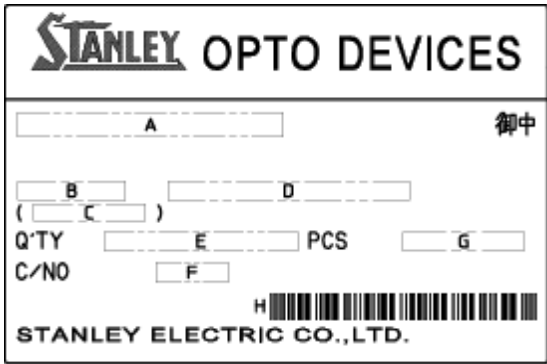 STANLEY OPTO DEVICES
A 御中
B D
( C )
Q'TY E PCS G
C/NO F
H
STANLEY ELECTRIC CO.,LTD.